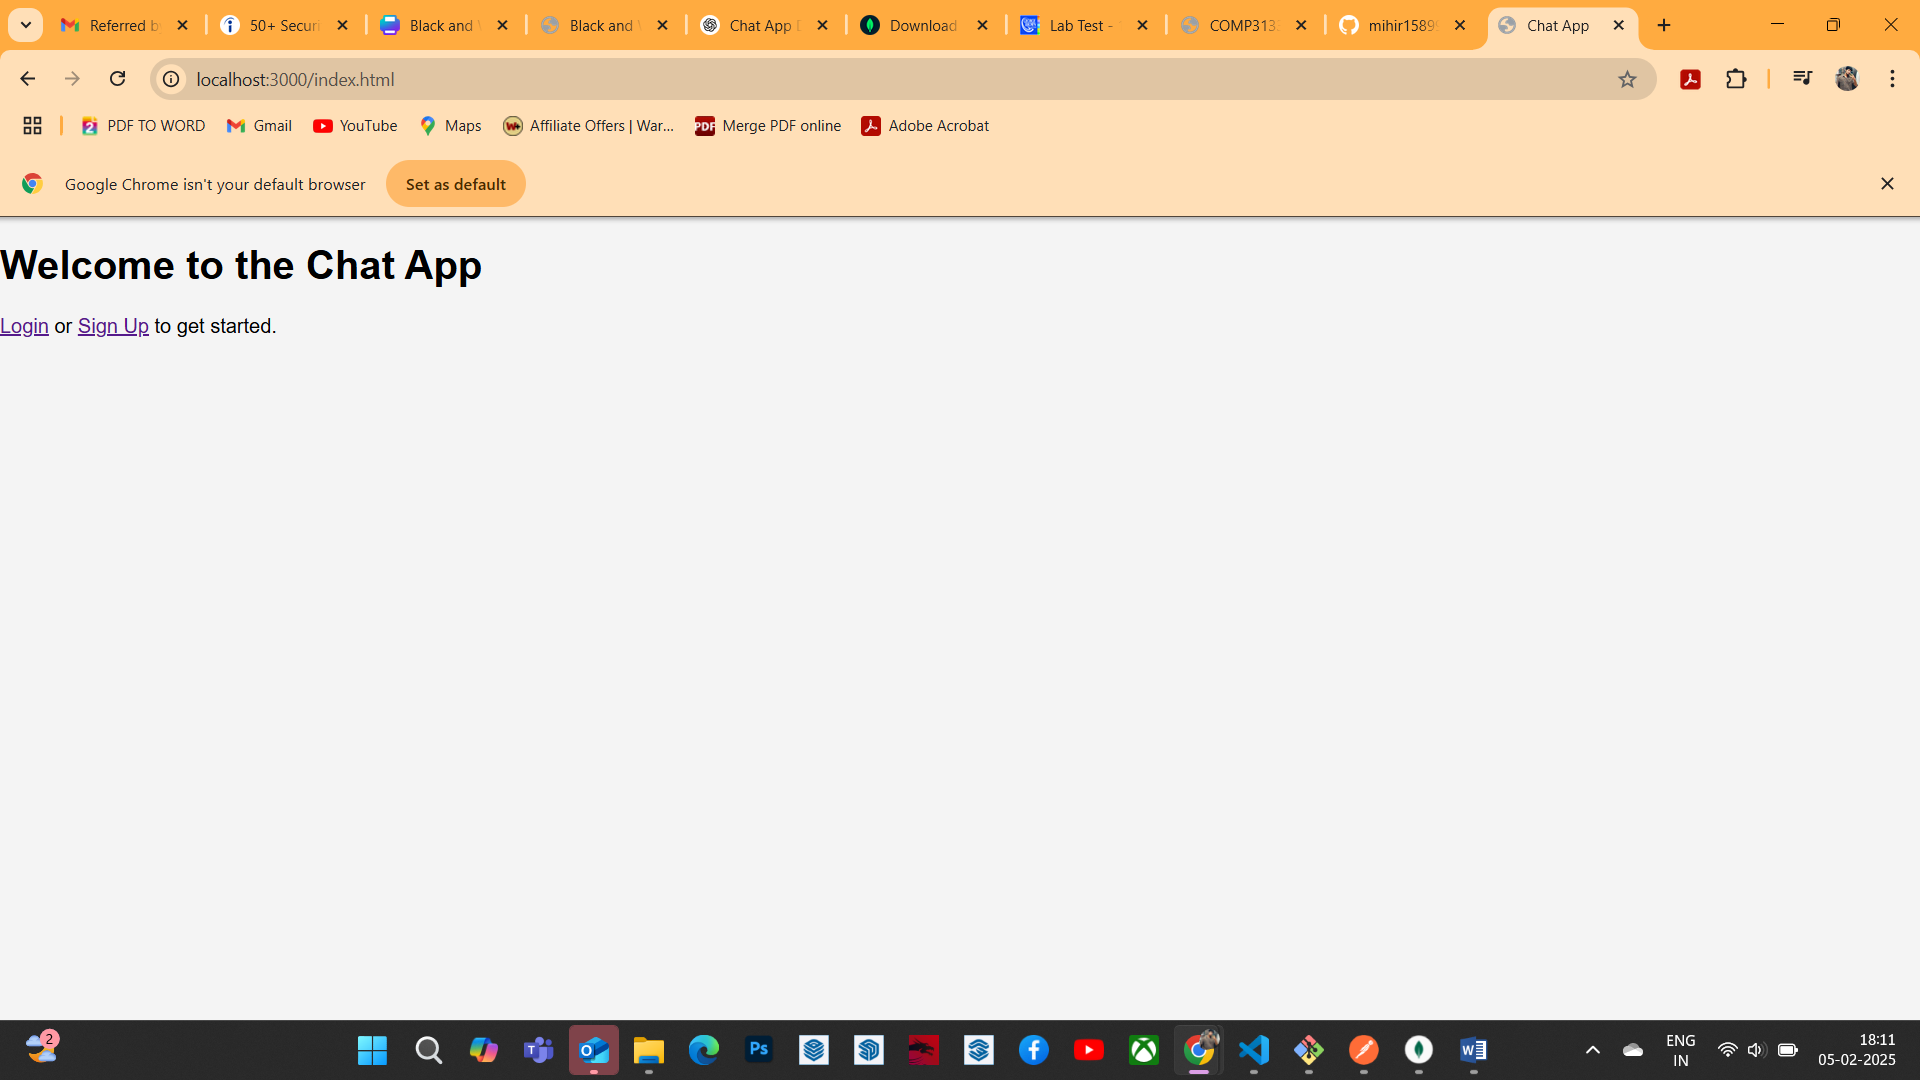 Referred b
50+ Securi
Black and
Black and
Chat App
Download
Lab Test -
COMP313
mihir1589
Chat App
localhost:3000/index.html
PDF TO WORD
Gmail
YouTube
Maps
Affiliate Offers | War...
PDF
Merge PDF online
Adobe Acrobat
Google Chrome isn't your default browser
Set as default
Welcome to the Chat App
Login or Sign Up to get started.
2
Ps
ENG
IN
18:11
05-02-2025